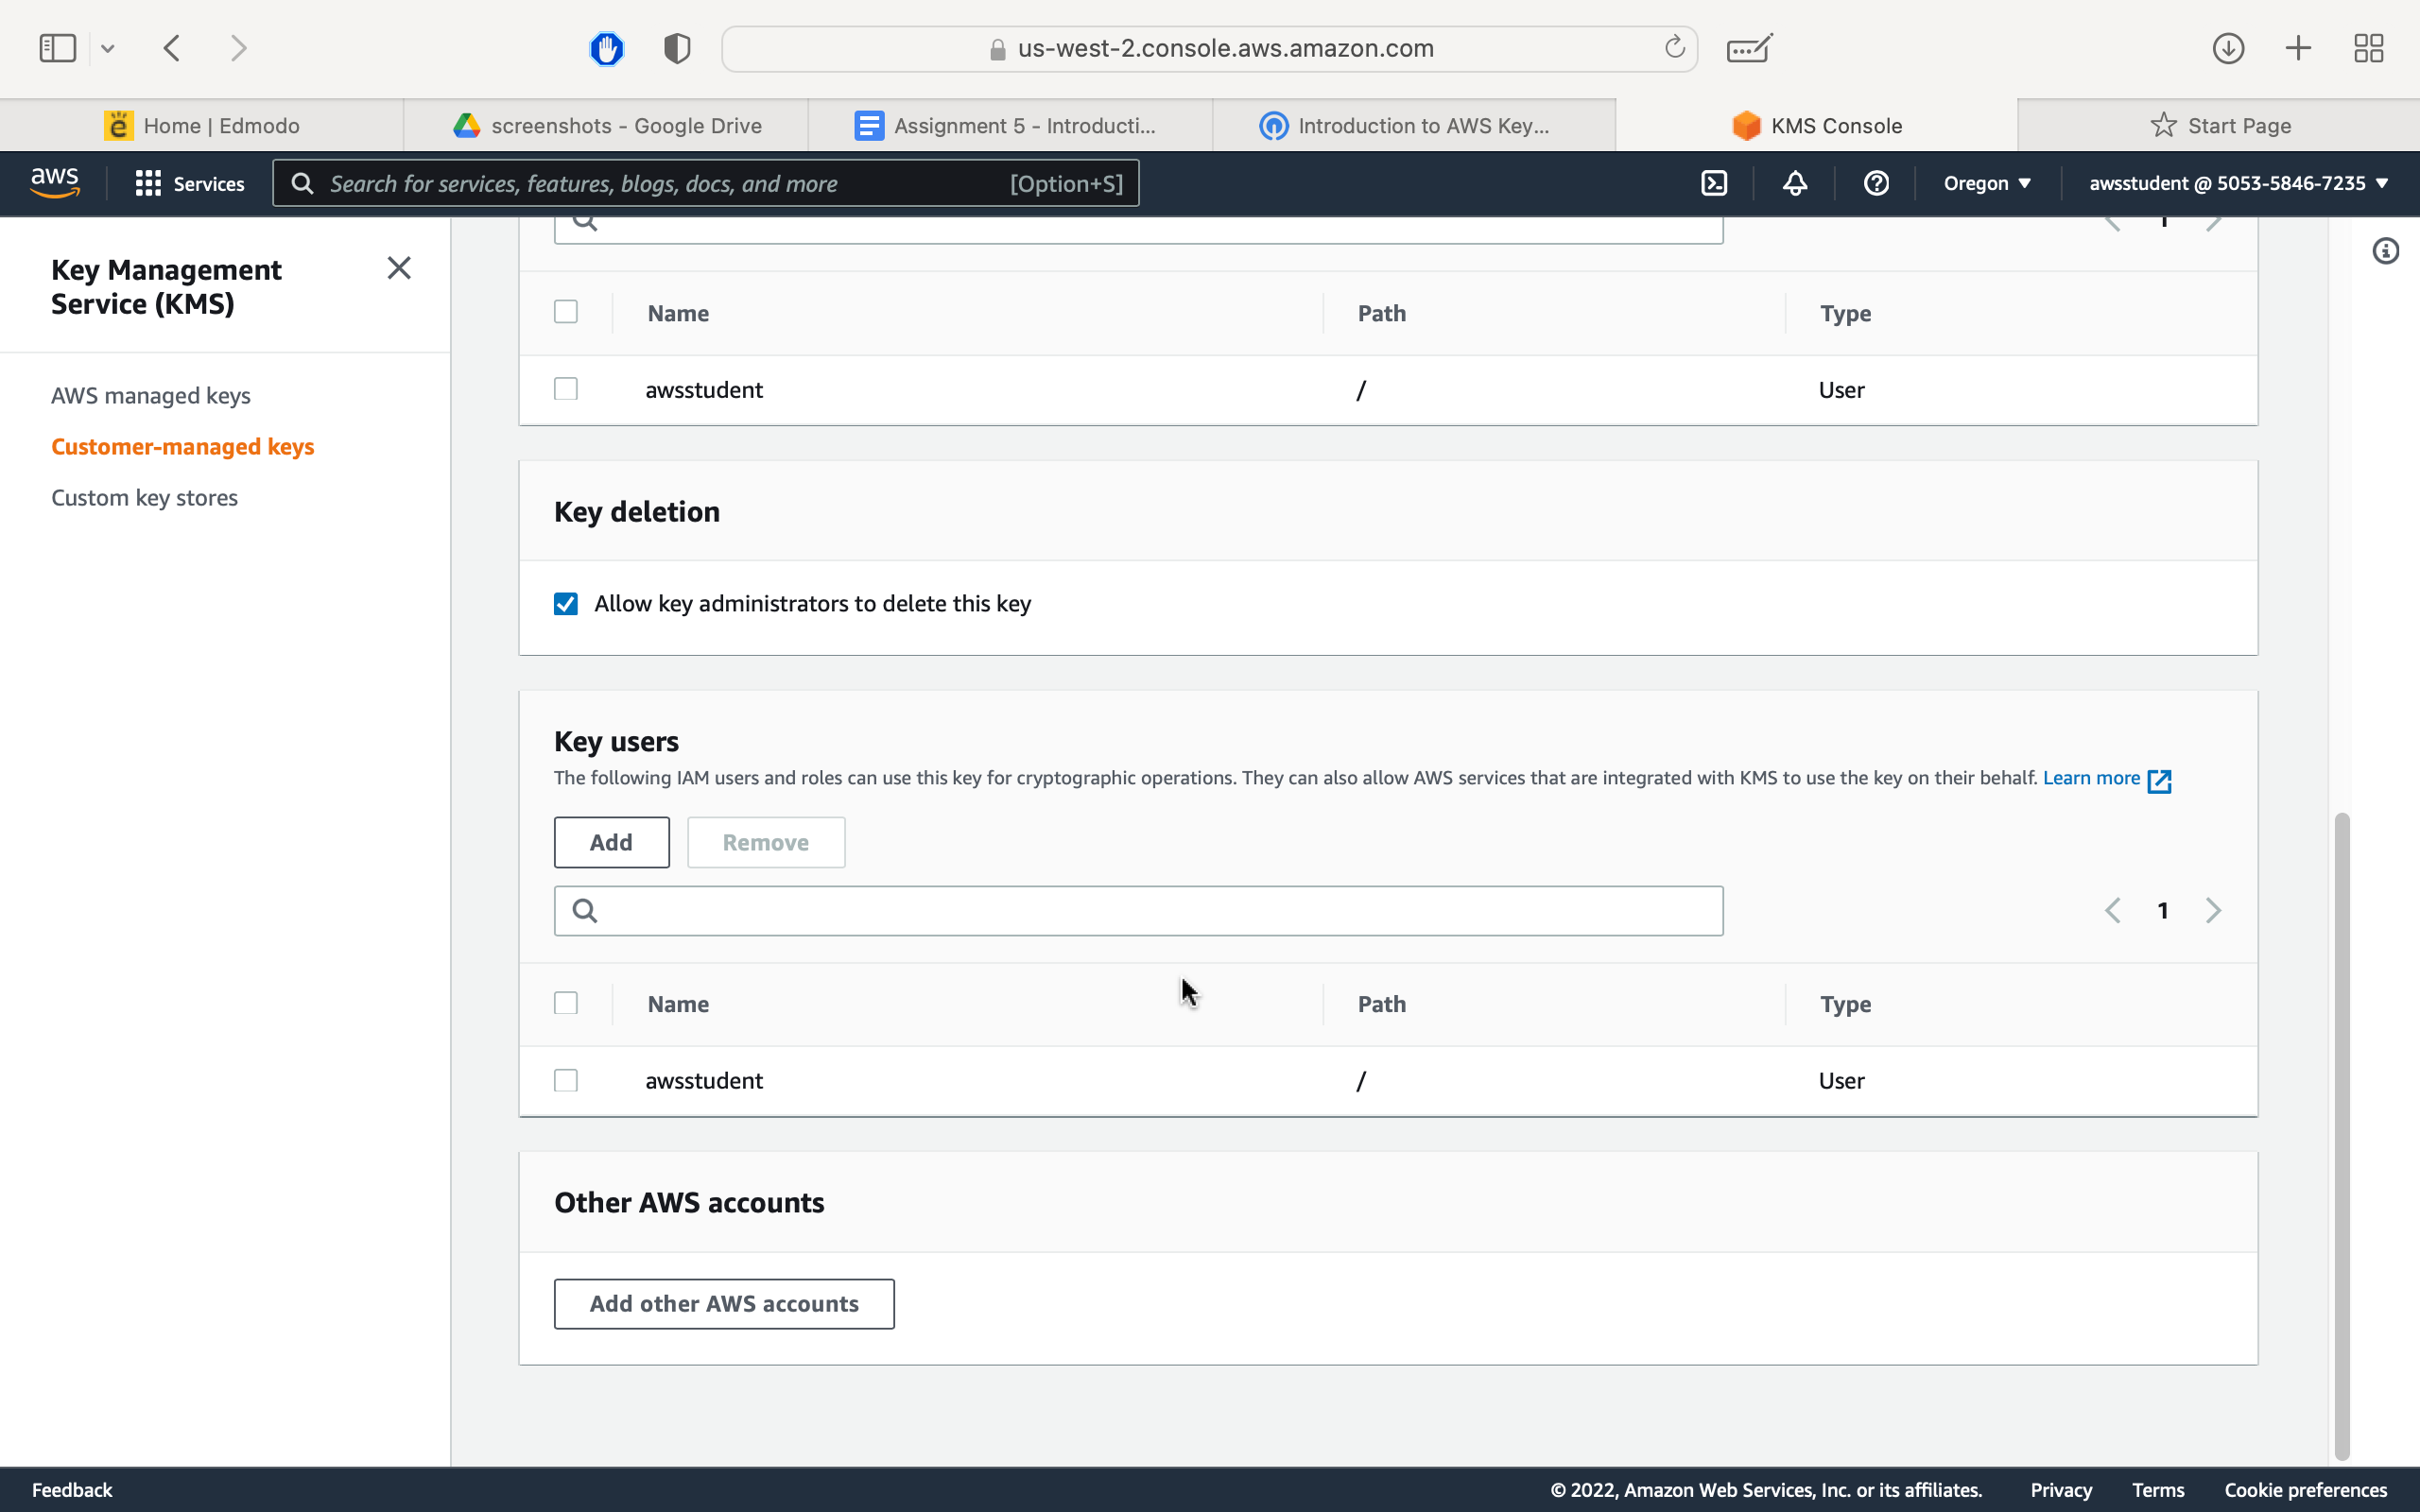 us-west-2.console.aws.amazon.com
Home | Edmodo
screenshots - Google Drive
Assignment 5 - Introducti...
Introduction to AWS Key...
KMS Console
Start Page
aws
Services
Search for services, features, blogs, docs, and more
[Option+S]
Oregon
awsstudent @ 5053-5846-7235
Key Management
Service (KMS)
AWS managed keys
Customer-managed keys
Custom key stores
1
Name
Path
Type
awsstudent
/
User
Key deletion
Allow key administrators to delete this key
Key users
The following IAM users and roles can use this key for cryptographic operations. They can also allow AWS services that are integrated with KMS to use the key on their behalf. Learn more
Add
Remove
1
Name
Path
Type
awsstudent
/
User
Other AWS accounts
Add other AWS accounts
Feedback
© 2022, Amazon Web Services, Inc. or its affiliates.
Privacy
Terms
Cookie preferences